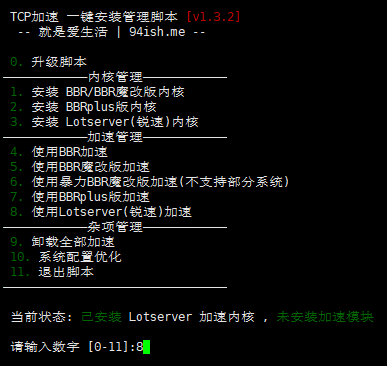 TCP加速 一键安装管理脚本 [v1.3.2]
-- 就是爱生活 | 94ish.me --
0. 升级脚本
内核管理
1. 安装 BBR/BBR魔改版内核
2. 安装 BBRplus版内核
3. 安装 Lotserver(锐速)内核
加速管理
4. 使用BBR加速
5. 使用BBR魔改版加速
6. 使用暴力BBR魔改版加速(不支持部分系统)
7. 使用BBRplus版加速
8. 使用Lotserver(锐速)加速
杂项管理
9. 卸载全部加速
10. 系统配置优化
11. 退出脚本
当前状态: 已安装 Lotserver 加速内核 , 未安装加速模块
请输入数字 [0-11]:8